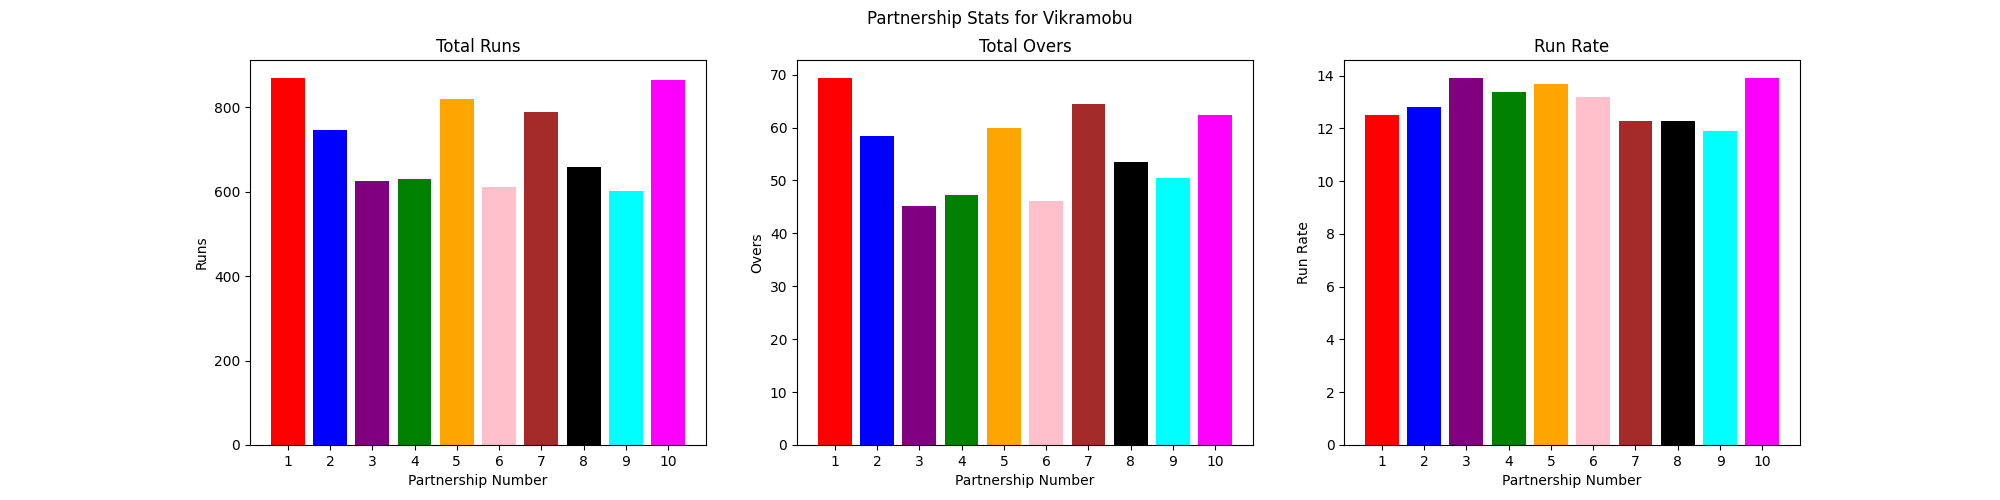 Partnership Stats for Vikramobu
Total Runs
800
600
400
200
0
Runs
1 2 3 4 5 6 7 8 9 10
Partnership Number
Total Overs
70
60
50
40
30
20
10
0
Overs
1 2 3 4 5 6 7 8 9 10
Partnership Number
Run Rate
14
12
10
8
6
4
2
0
Run Rate
1 2 3 4 5 6 7 8 9 10
Partnership Number